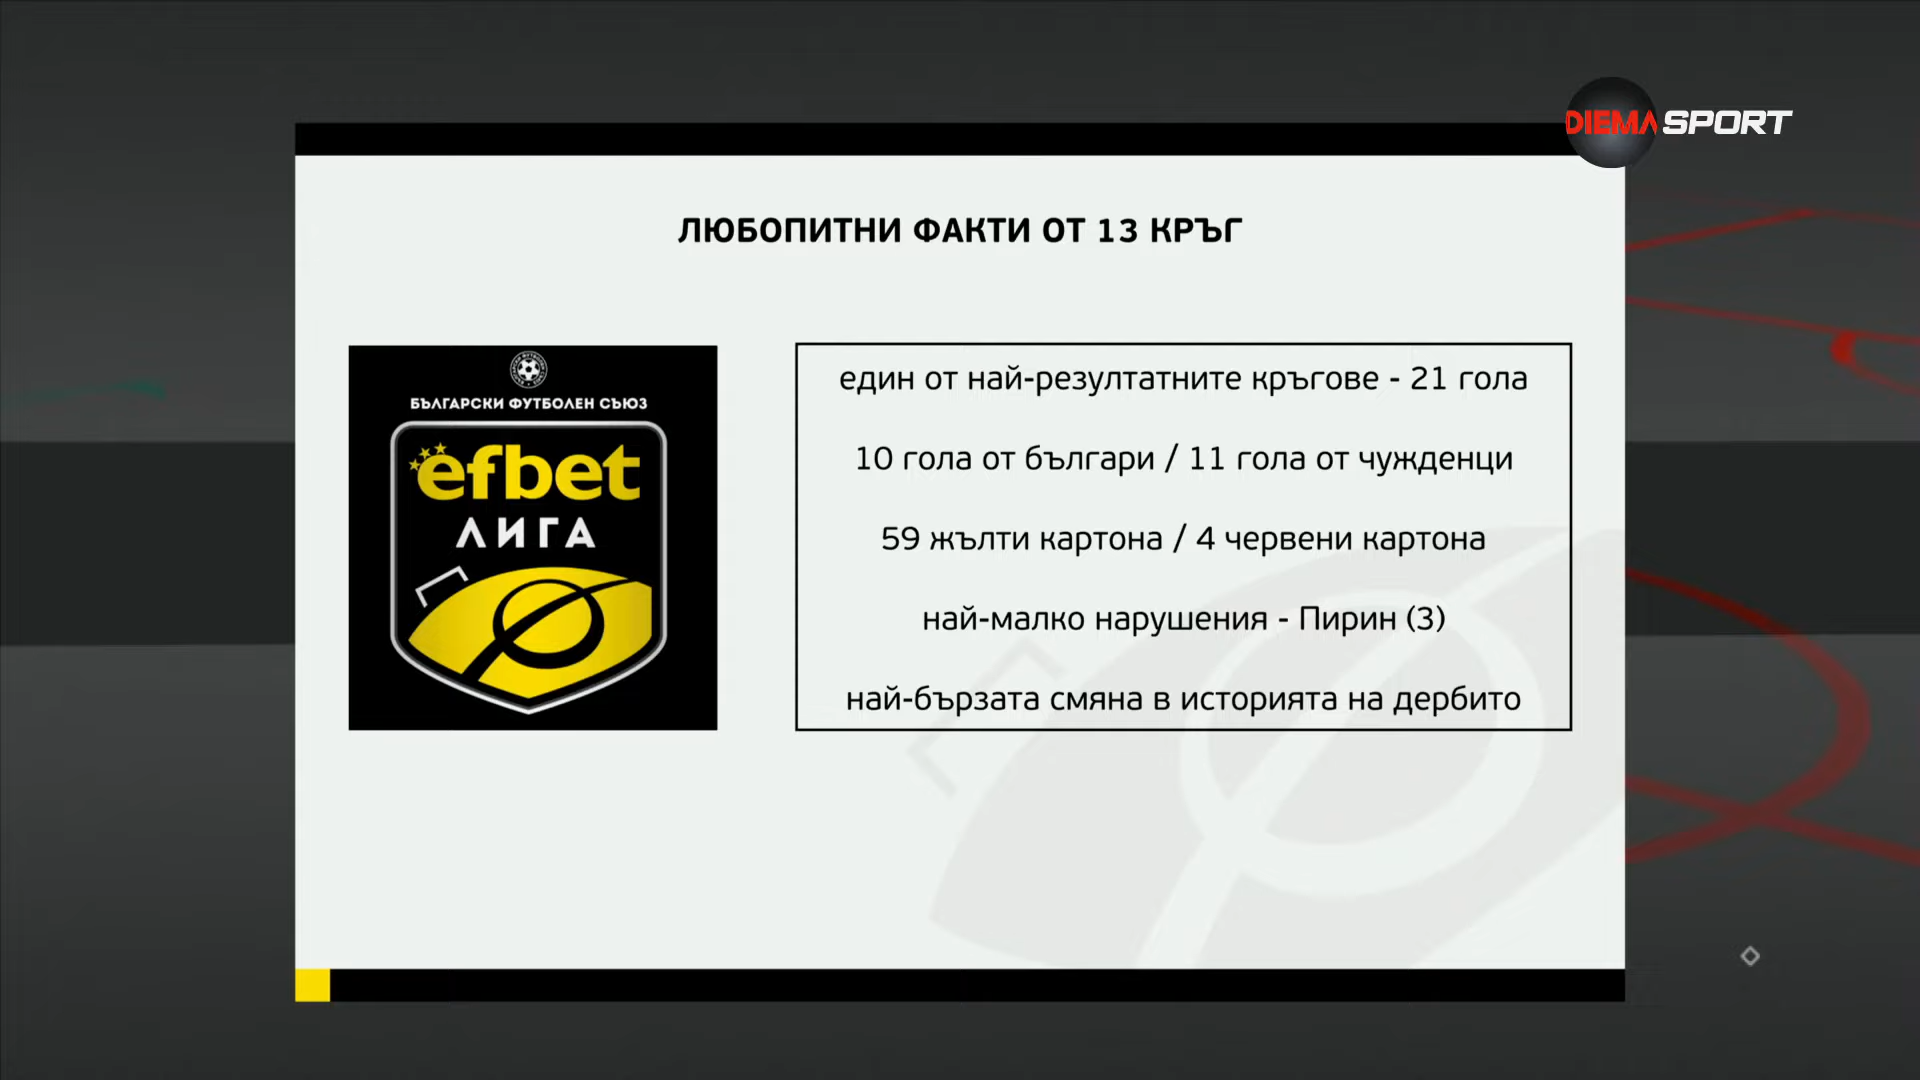 DIEMA SPORT
ЛЮБОПИТНИ ФАКТИ ОТ 13 КРЪГ
БЪЛГАРСКИ ФУТБОЛЕН СЪЮЗ
efbet
ЛИГА
един от най-резултатните кръгове - 21 гола
10 гола от българи / 11 гола от чужденци
59 жълти картона / 4 червени картона
най-малко нарушения - Пирин (3)
най-бързата смяна в историята на дербито